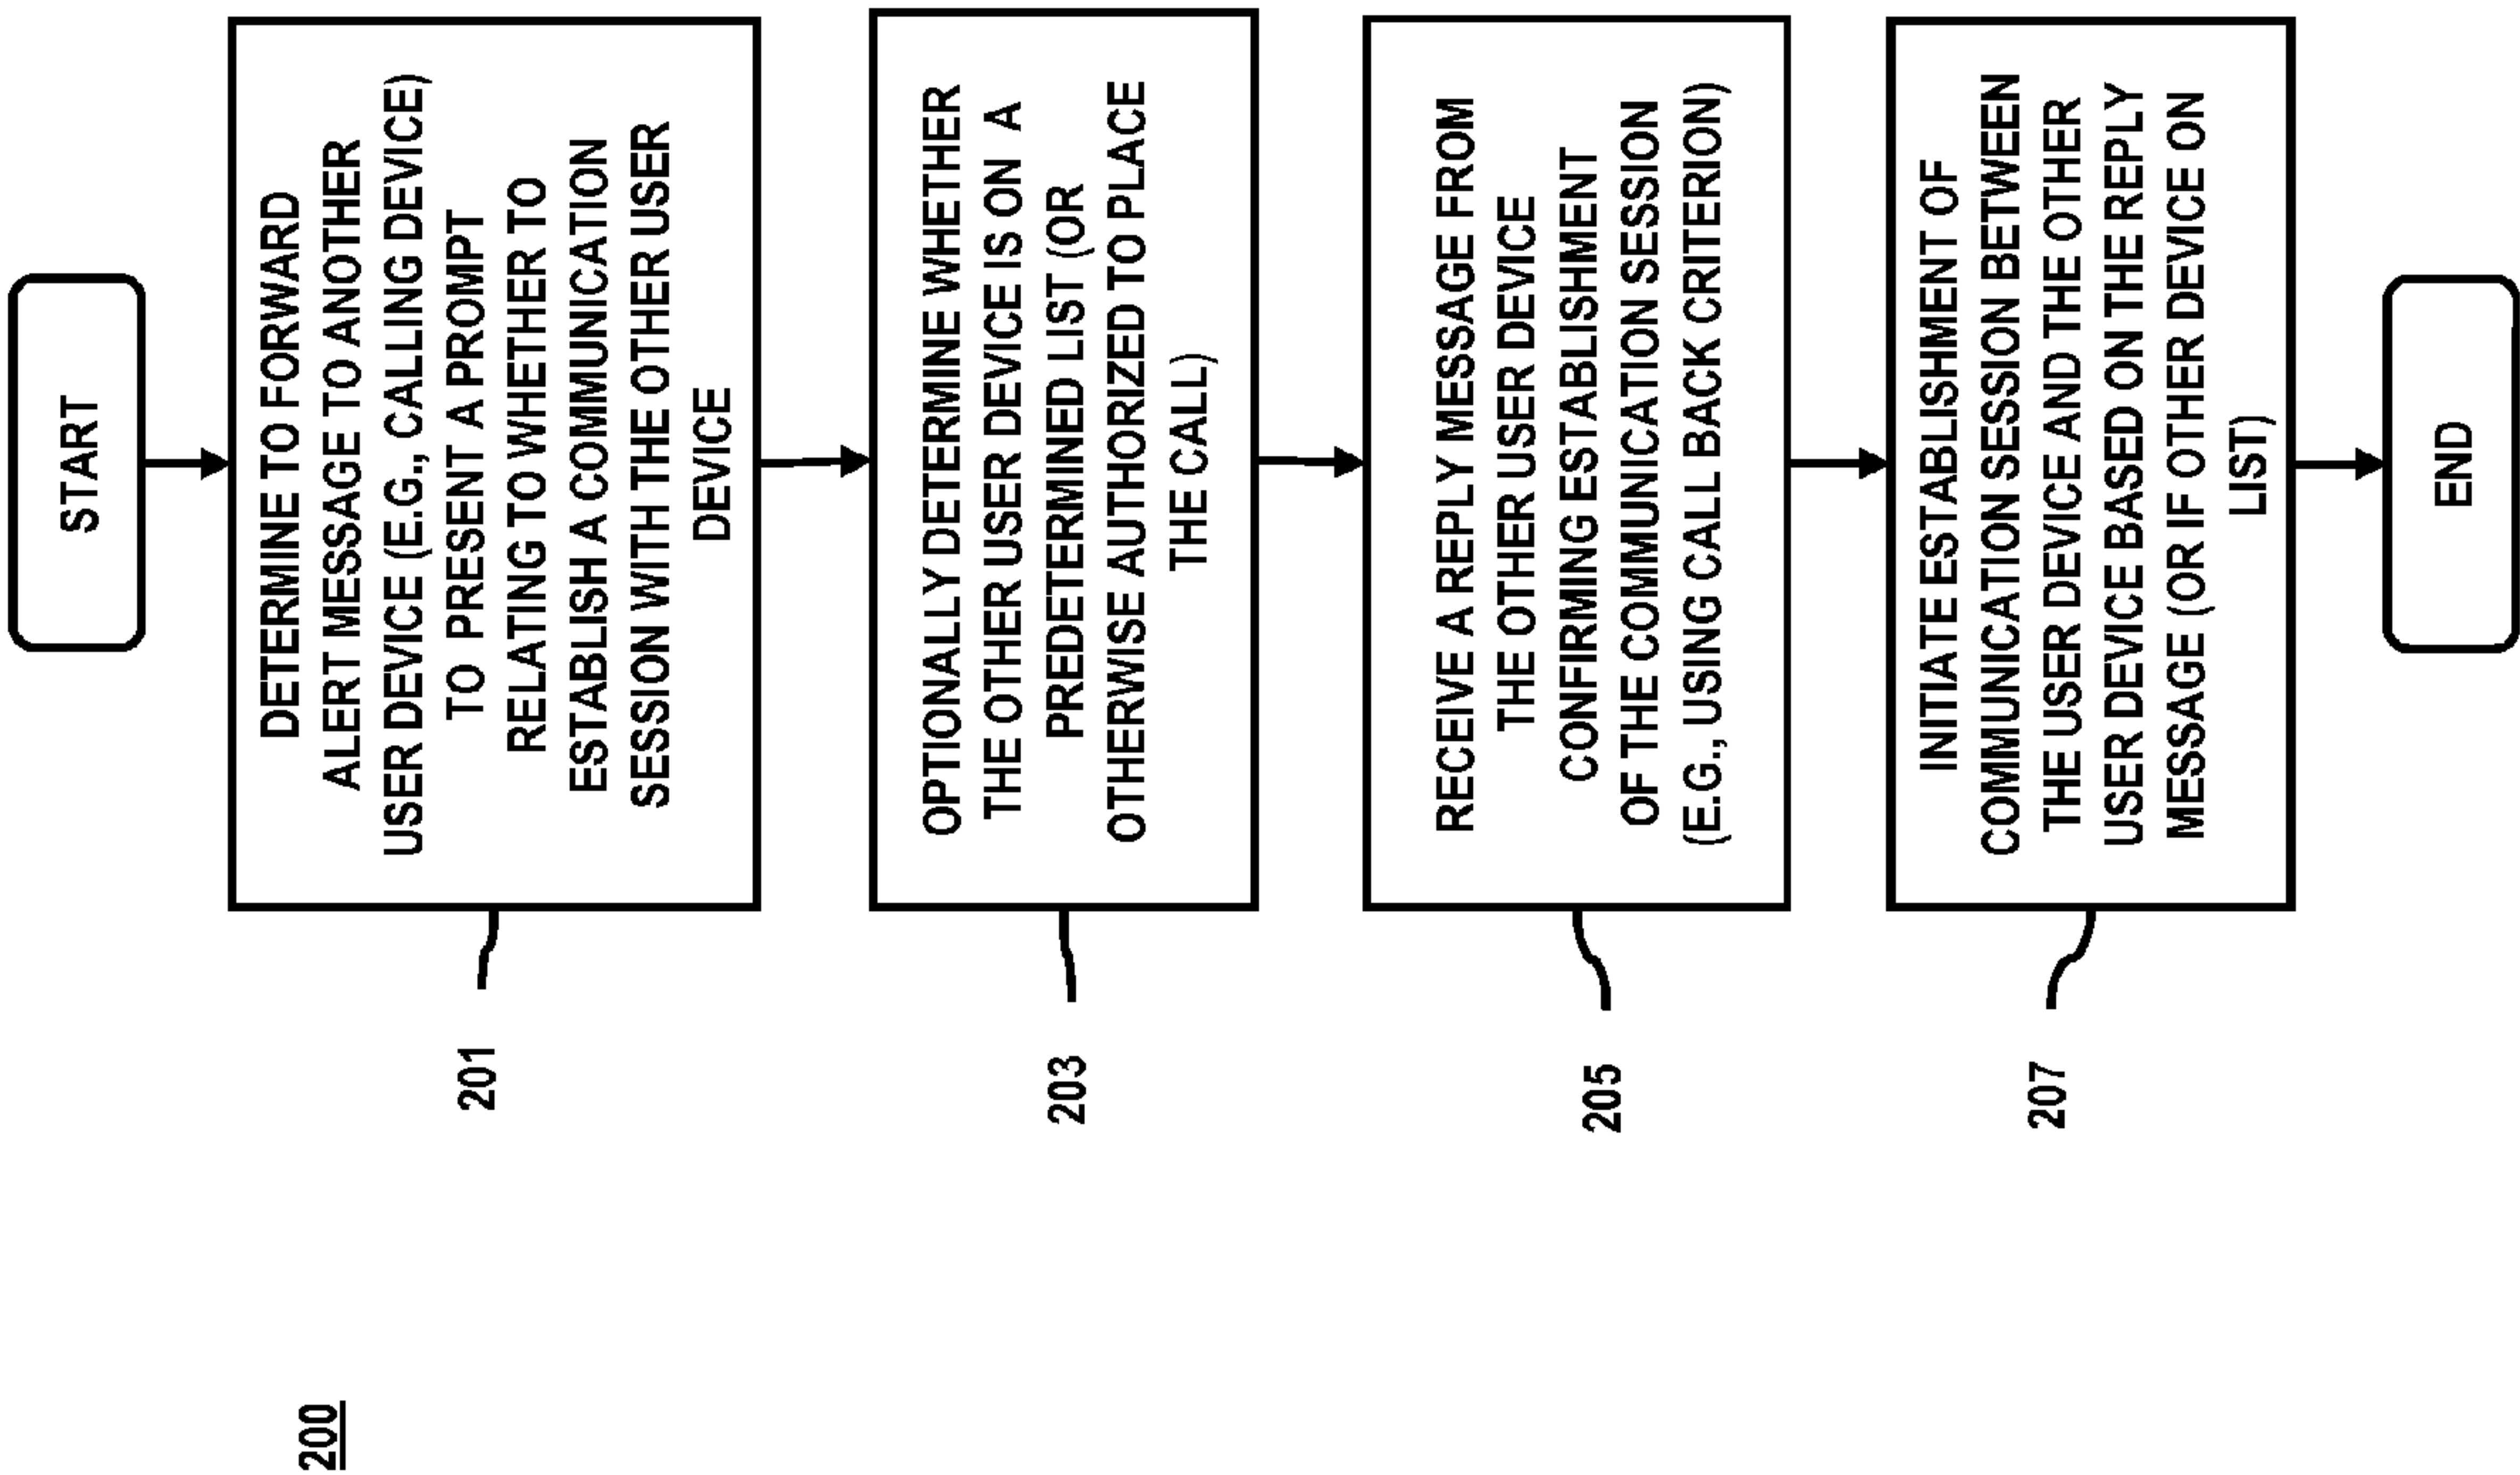 200
START
201
DETERMINE TO FORWARD
ALERT MESSAGE TO ANOTHER
USER DEVICE (E.G., CALLING DEVICE)
TO PRESENT A PROMPT
RELATING TO WHETHER TO
ESTABLISH A COMMUNICATION
SESSION WITH THE OTHER USER
DEVICE
203
OPTIONALLY DETERMINE WHETHER
THE OTHER USER DEVICE IS ON A
PREDETERMINED LIST (OR
OTHERWISE AUTHORIZED TO PLACE
THE CALL)
205
RECEIVE A REPLY MESSAGE FROM
THE OTHER USER DEVICE
CONFIRMING ESTABLISHMENT
OF THE COMMUNICATION SESSION
(E.G., USING CALL BACK CRITERION)
207
INITIATE ESTABLISHMENT OF
COMMUNICATION SESSION BETWEEN
THE USER DEVICE AND THE OTHER
USER DEVICE BASED ON THE REPLY
MESSAGE (OR IF OTHER DEVICE ON
LIST)
END